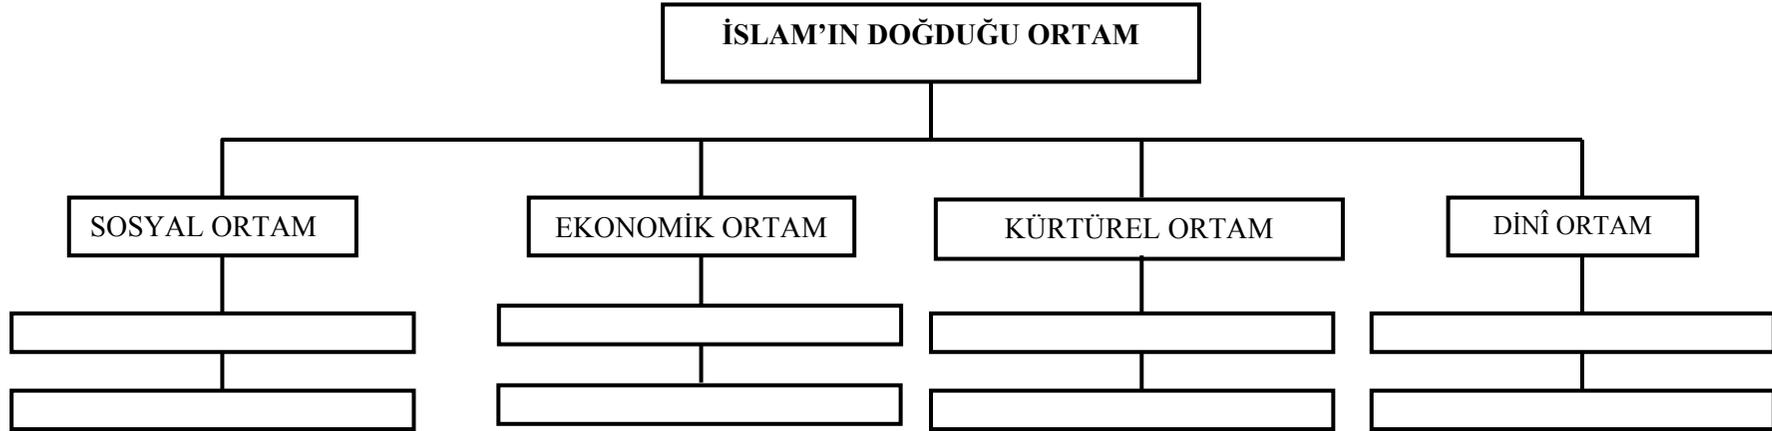 İSLAM’IN DOĞDUĞU ORTAM
SOSYAL ORTAM
EKONOMİK ORTAM
KÜRTÜREL ORTAM
DİNÎ ORTAM